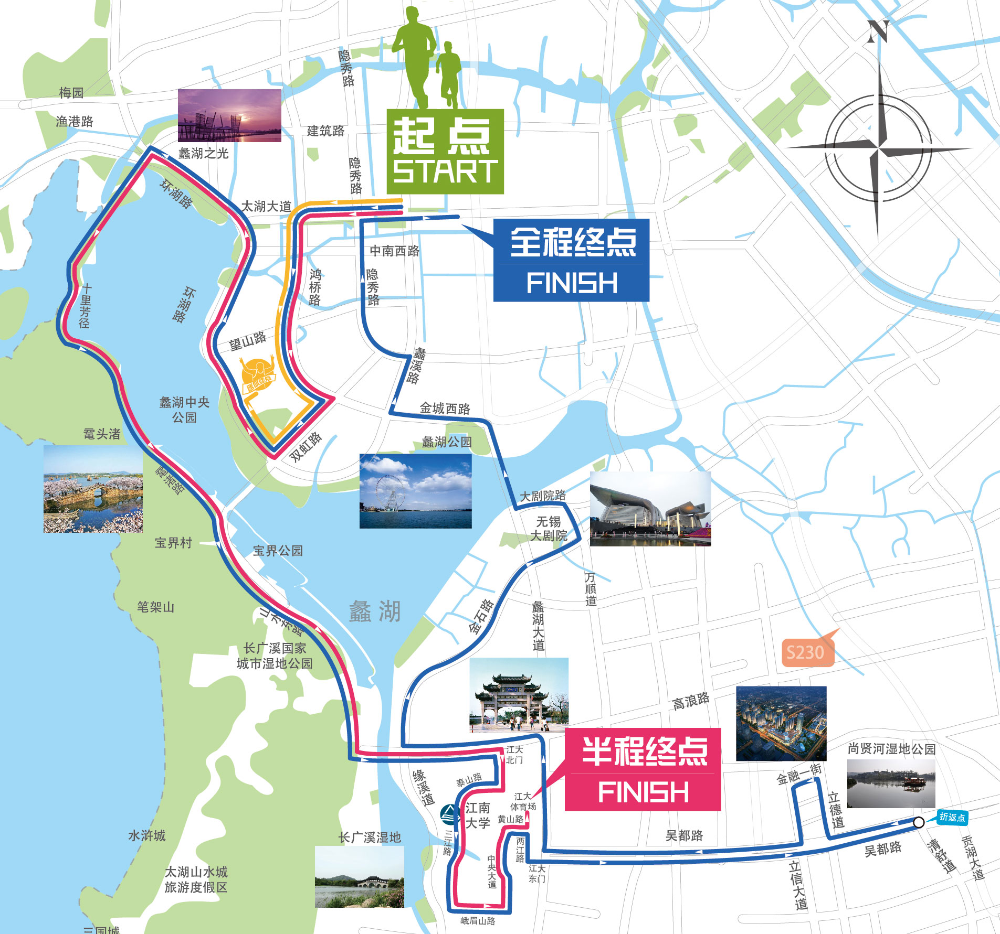 N
隐秀路
梅园
渔港路
起点
START
建筑路
蠡湖之光
隐秀路
环湖路
太湖大道
全程终点
FINISH
中南西路
鸿桥路
隐秀路
十里芳径
环湖路
望山路
蠡溪路
迷你终点
蠡湖中央
公园
金城西路
鼋头渚
蠡湖公园
双虹路
鼋渚路
大剧院路
无锡
大剧院
宝界村
宝界公园
万顺道
笔架山
蠡湖
金石路
蠡湖大道
山水东路
长广溪国家
城市湿地公园
S230
高浪路
半程终点
FINISH
江大
北门
尚贤河湿地公园
金融一街
泰山路
缘溪道
江大
体育场
立德道
江南
大学
黄山路
折返点
水浒城
长广溪湿地
三江路
两江路
吴都路
吴都路
清舒道
贡湖大道
中央大道
江大
东门
立信大道
太湖山水城
旅游度假区
峨眉山路
三国城